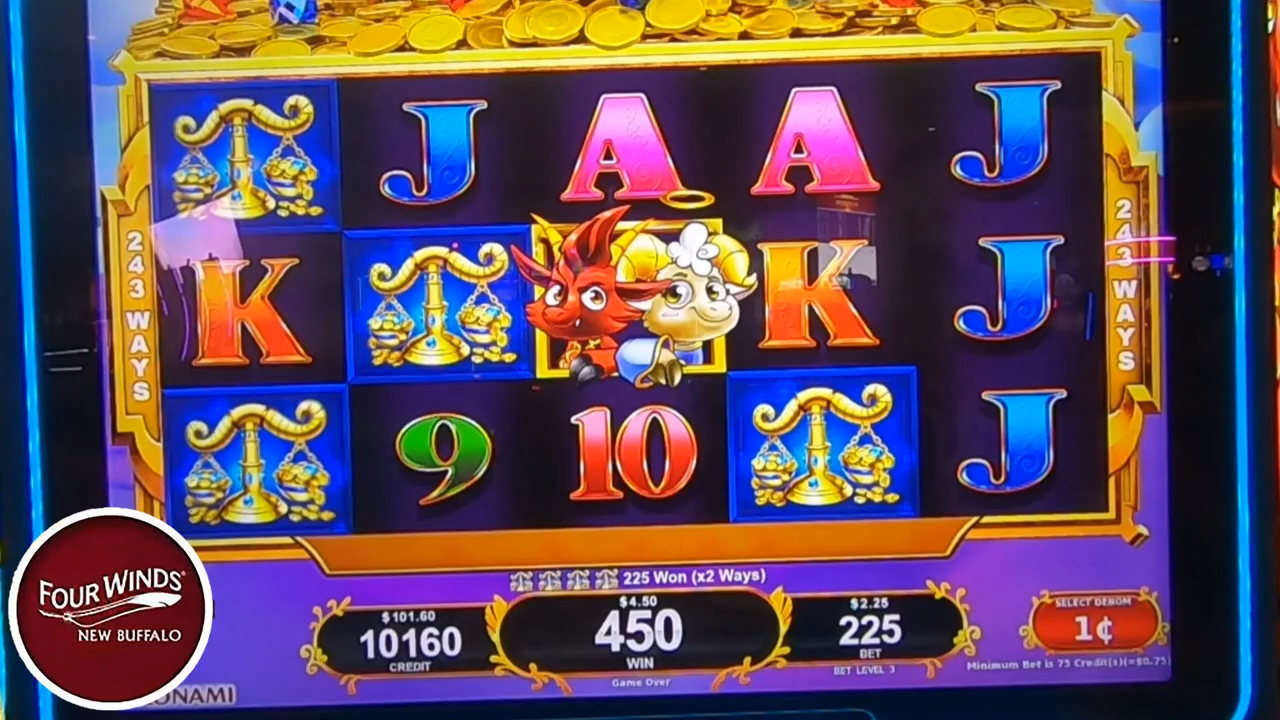 J A A J
243 WAYS
K K J
243 WAYS
9 10 J
225 Won (x2 Ways)
$101.60
10160
CREDIT
$4.50
450
WIN
Game Over
$2.25
225
BET
BET LEVEL 3
SELECT DENOM
1¢
Minimum Bet is 75 Credit(s)(=$0.75)
FOUR WINDS®
NEW BUFFALO
KONAMI